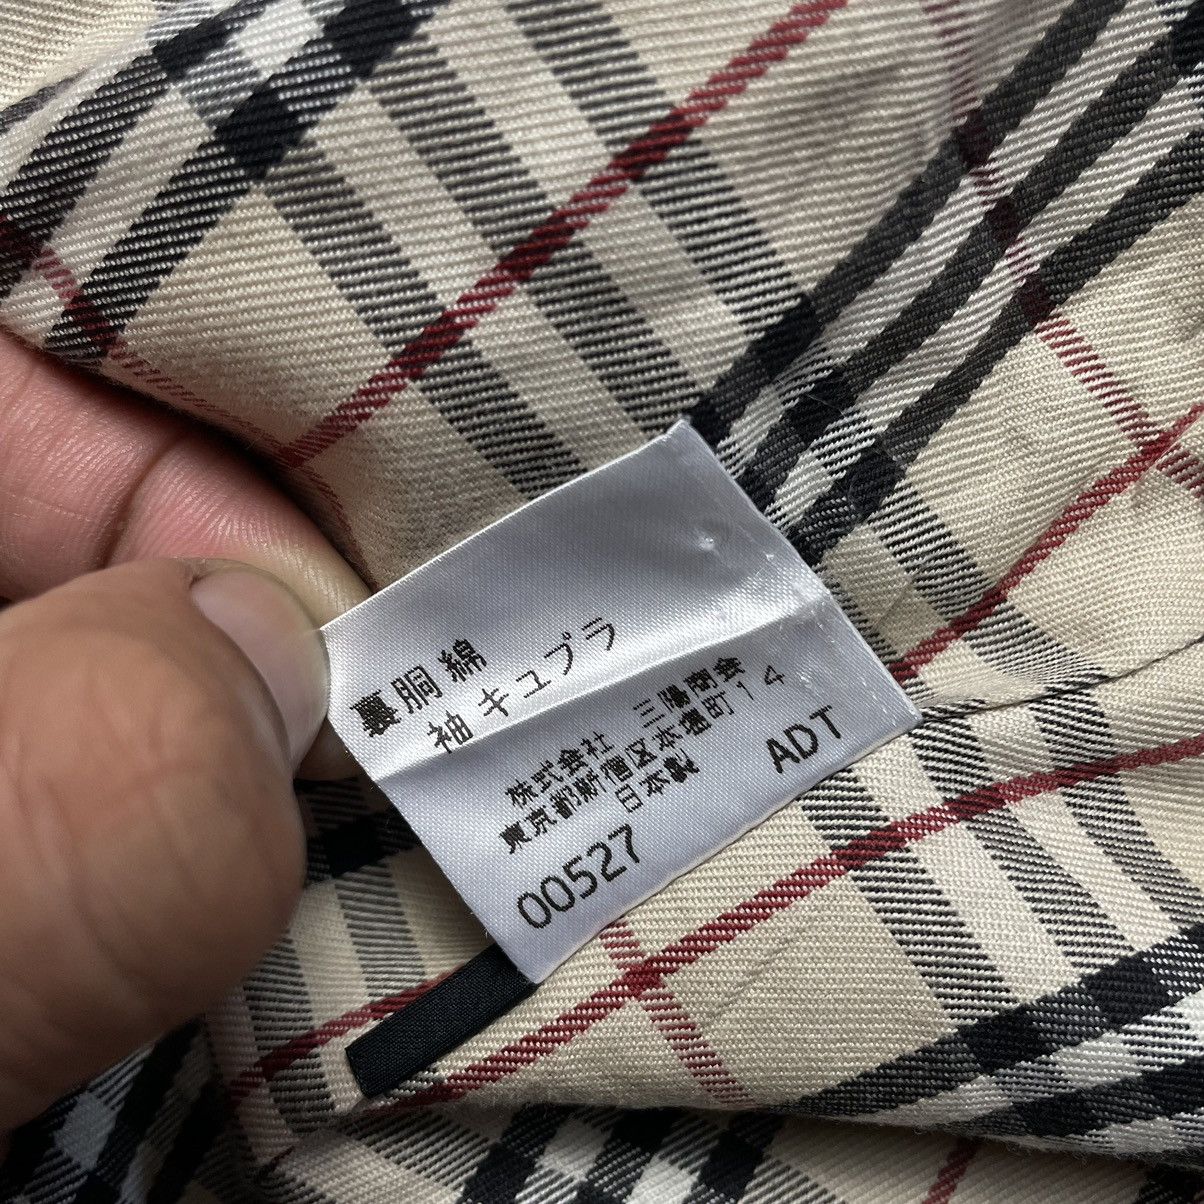 裏胴綿
袖キュプラ
株式会社 三陽商会
東京都新宿区本塩町14
日本製
ADT
00527